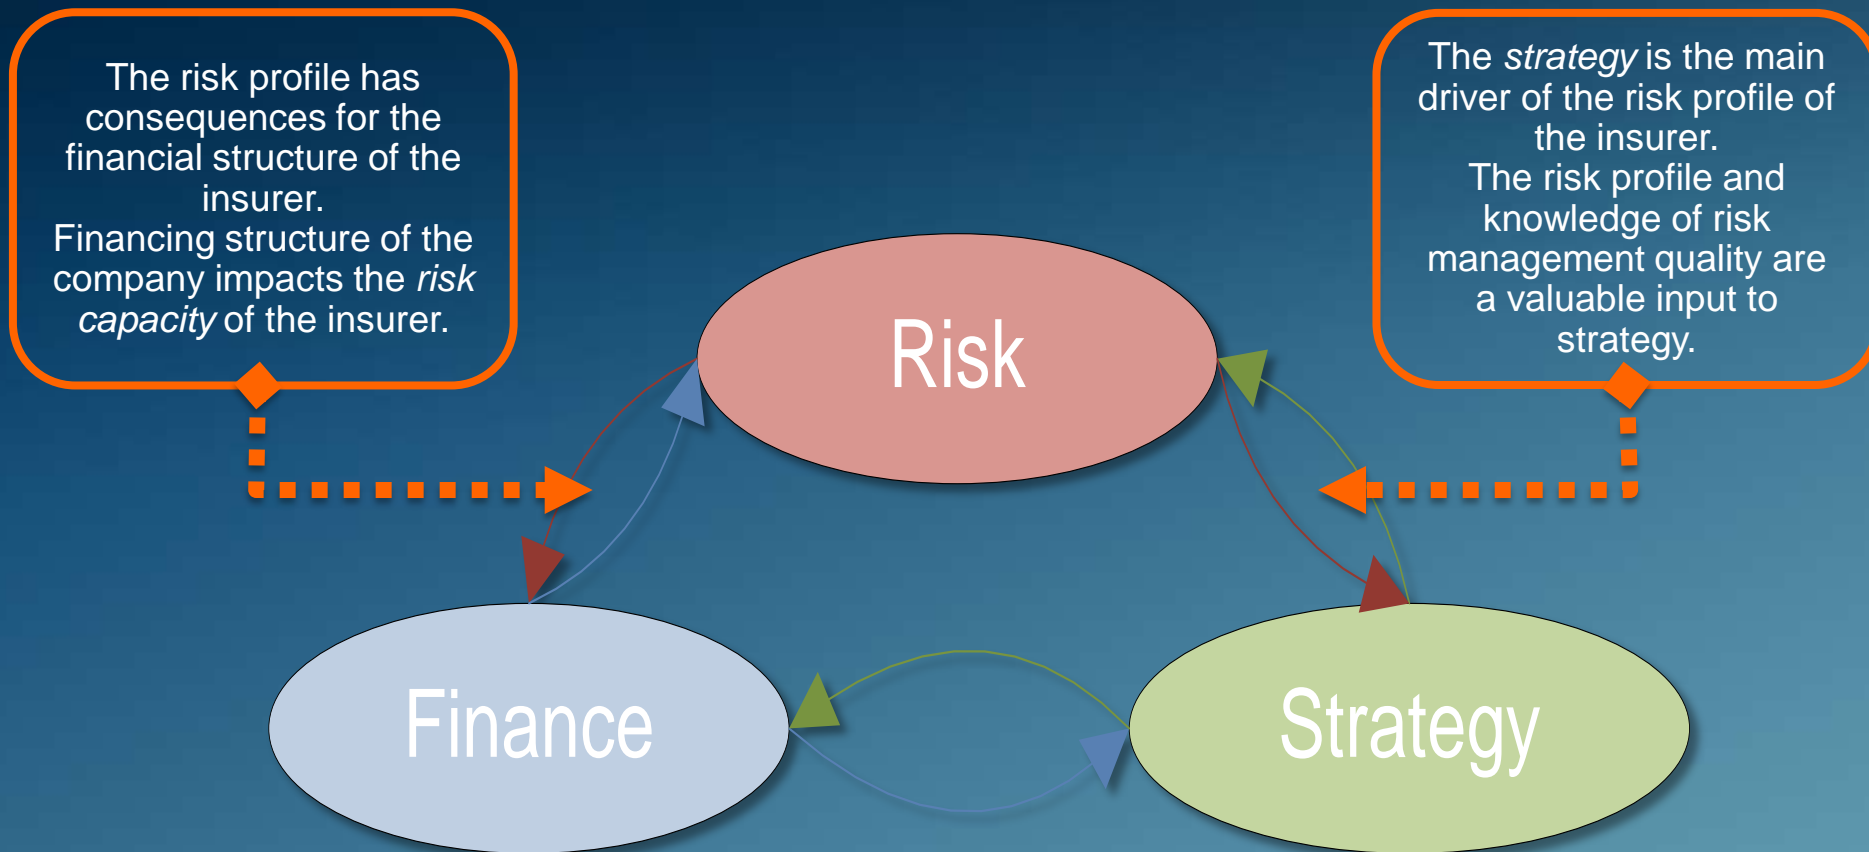 The risk profile has
consequences for the
financial structure of the
insurer.
Financing structure of the
company impacts the risk
capacity of the insurer.
The strategy is the main
driver of the risk profile of
the insurer.
The risk profile and
knowledge of risk
management quality are
a valuable input to
strategy.
Risk
Finance
Strategy